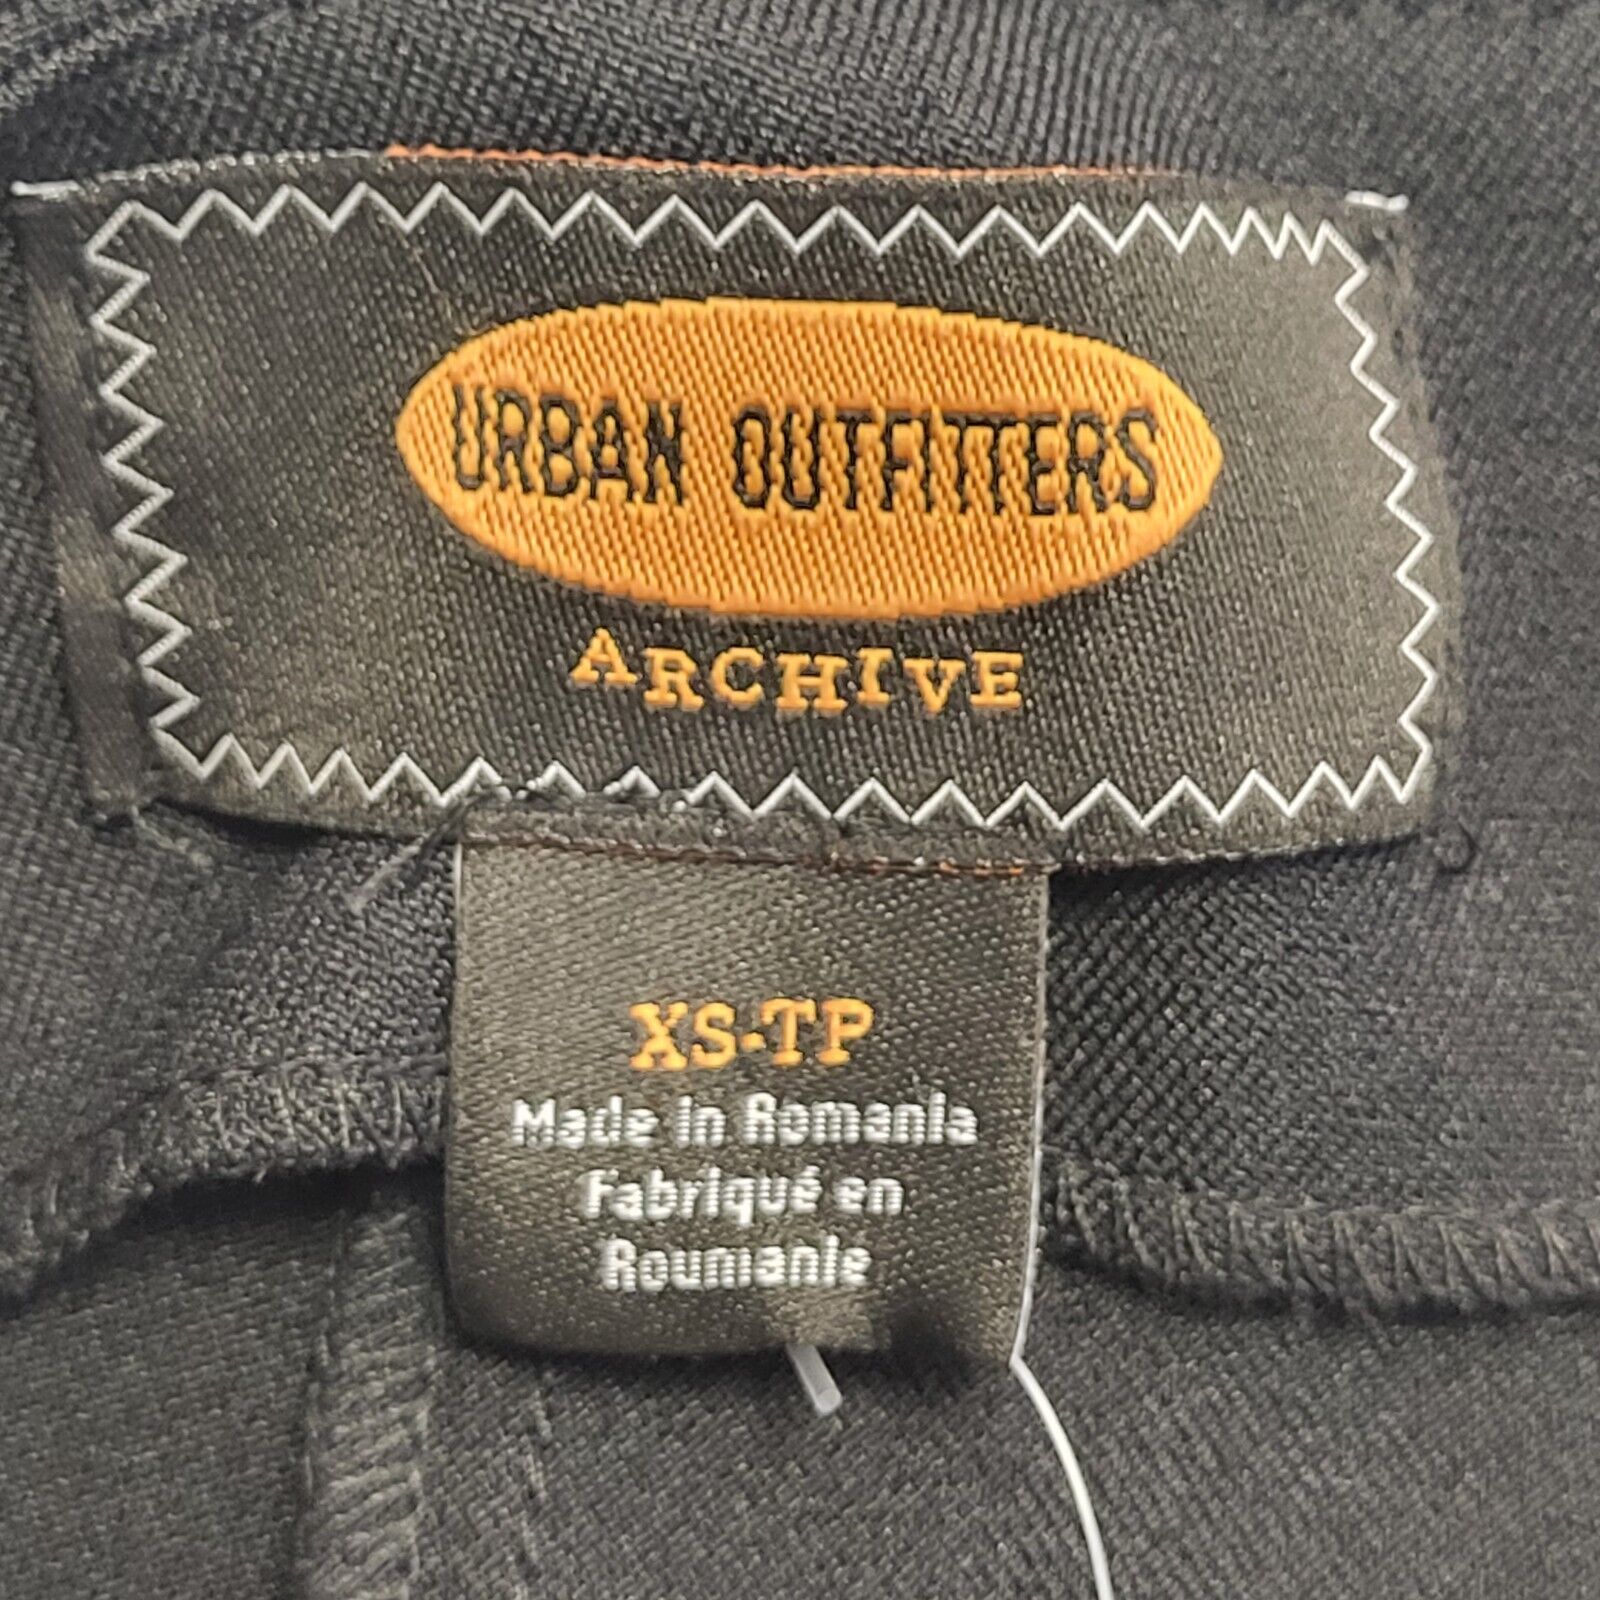 URBAN OUTFITTERS
ARCHIVE
XS-TP
Made in Romania
Fabriqué en
Roumanie